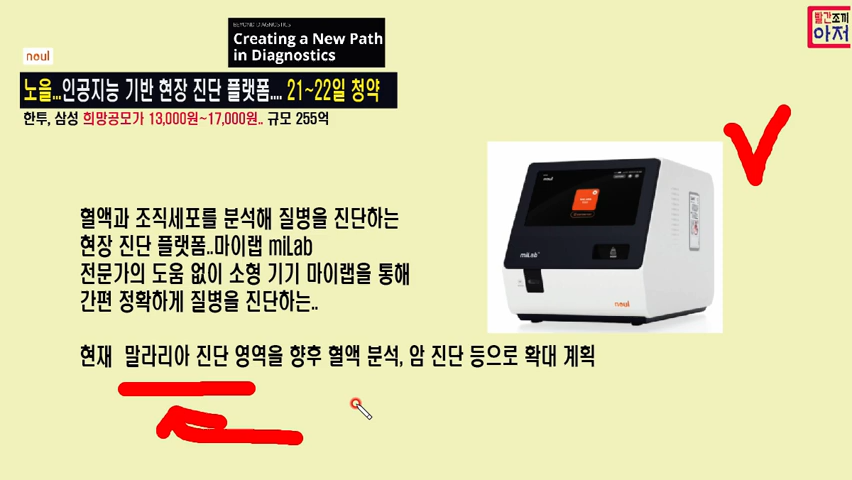 BEYOND DIAGNOSTICS
Creating a New Path
in Diagnostics
noul
빨간조끼
아저
노을...인공지능 기반 현장 진단 플랫폼.... 21~22일 청약
한투, 삼성 희망공모가 13,000원~17,000원.. 규모 255억
혈액과 조직세포를 분석해 질병을 진단하는
현장 진단 플랫폼..마이랩 miLab
전문가의 도움 없이 소형 기기 마이랩을 통해
간편 정확하게 질병을 진단하는..
noul
miLab
noul
현재 말라리아 진단 영역을 향후 혈액 분석, 암 진단 등으로 확대 계획